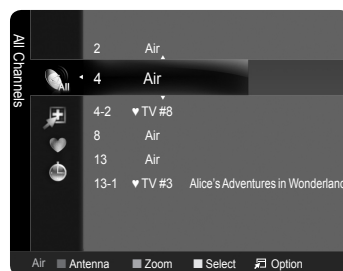 All Channels
2 Air
All 4 Air
4-2 ♥ TV #8
8 Air
13 Air
13-1 ♥ TV #3 Alice's Adventures in Wonderland
Air Antenna Zoom Select Option